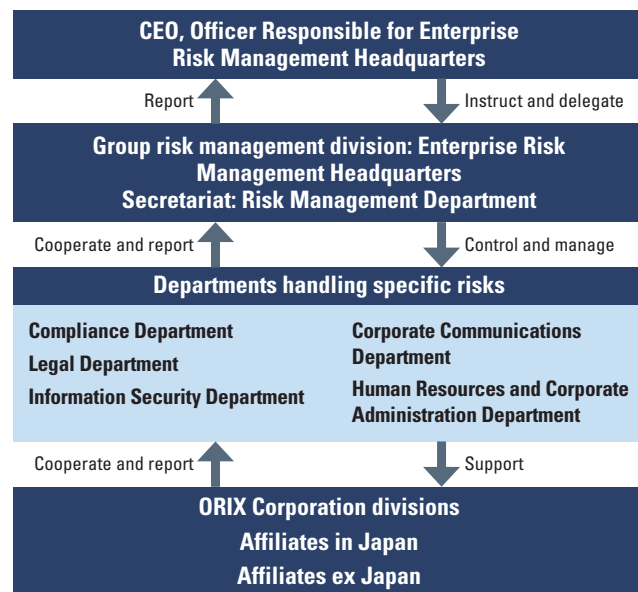 CEO, Officer Responsible for Enterprise
Risk Management Headquarters
Report
Instruct and delegate
Group risk management division: Enterprise Risk
Management Headquarters
Secretariat: Risk Management Department
Cooperate and report
Control and manage
Departments handling specific risks
Compliance Department
Legal Department
Information Security Department
Corporate Communications
Department
Human Resources and Corporate
Administration Department
Cooperate and report
Support
ORIX Corporation divisions
Affiliates in Japan
Affiliates ex Japan